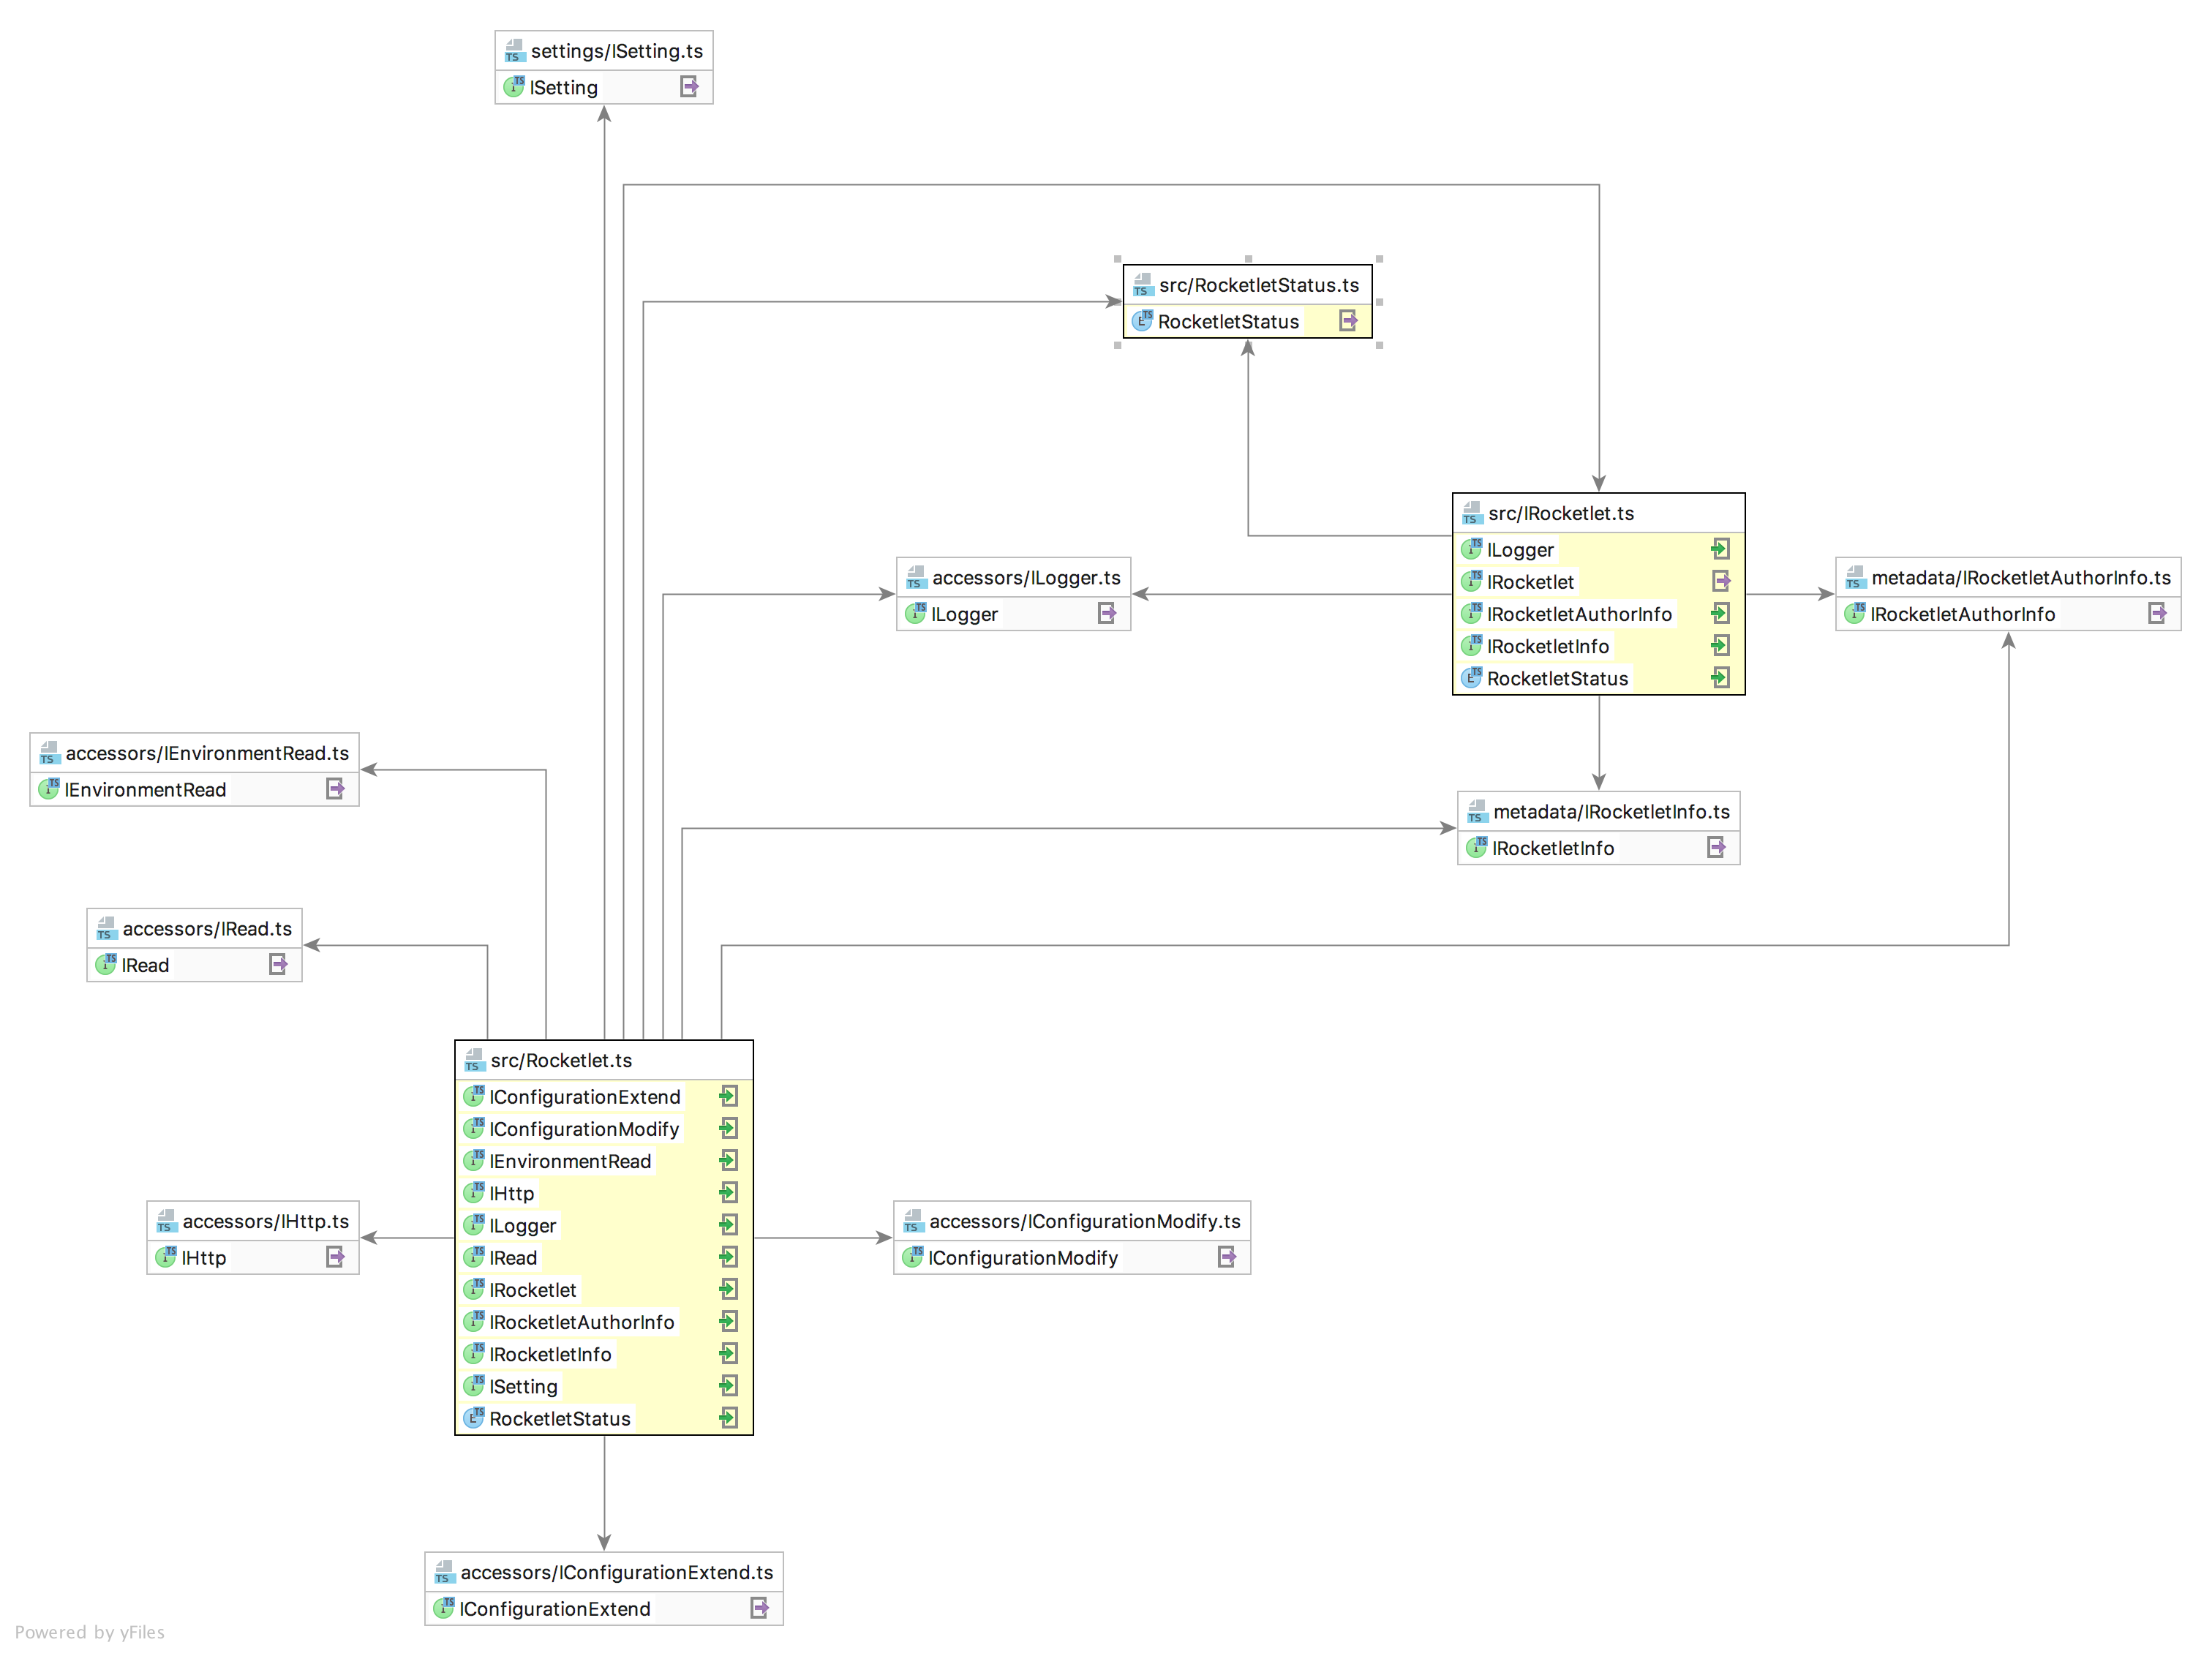 settings/ISetting.ts
ISetting
src/RocketletStatus.ts
RocketletStatus
src/IRocketlet.ts
ILogger
IRocketlet
IRocketletAuthorInfo
IRocketletInfo
RocketletStatus
accessors/ILogger.ts
ILogger
metadata/IRocketletAuthorInfo.ts
IRocketletAuthorInfo
accessors/IEnvironmentRead.ts
IEnvironmentRead
metadata/IRocketletInfo.ts
IRocketletInfo
accessors/IRead.ts
IRead
src/Rocketlet.ts
IConfigurationExtend
IConfigurationModify
IEnvironmentRead
IHttp
ILogger
IRead
IRocketlet
IRocketletAuthorInfo
IRocketletInfo
ISetting
RocketletStatus
accessors/IHttp.ts
IHttp
accessors/IConfigurationModify.ts
IConfigurationModify
accessors/IConfigurationExtend.ts
IConfigurationExtend
Powered by yFiles